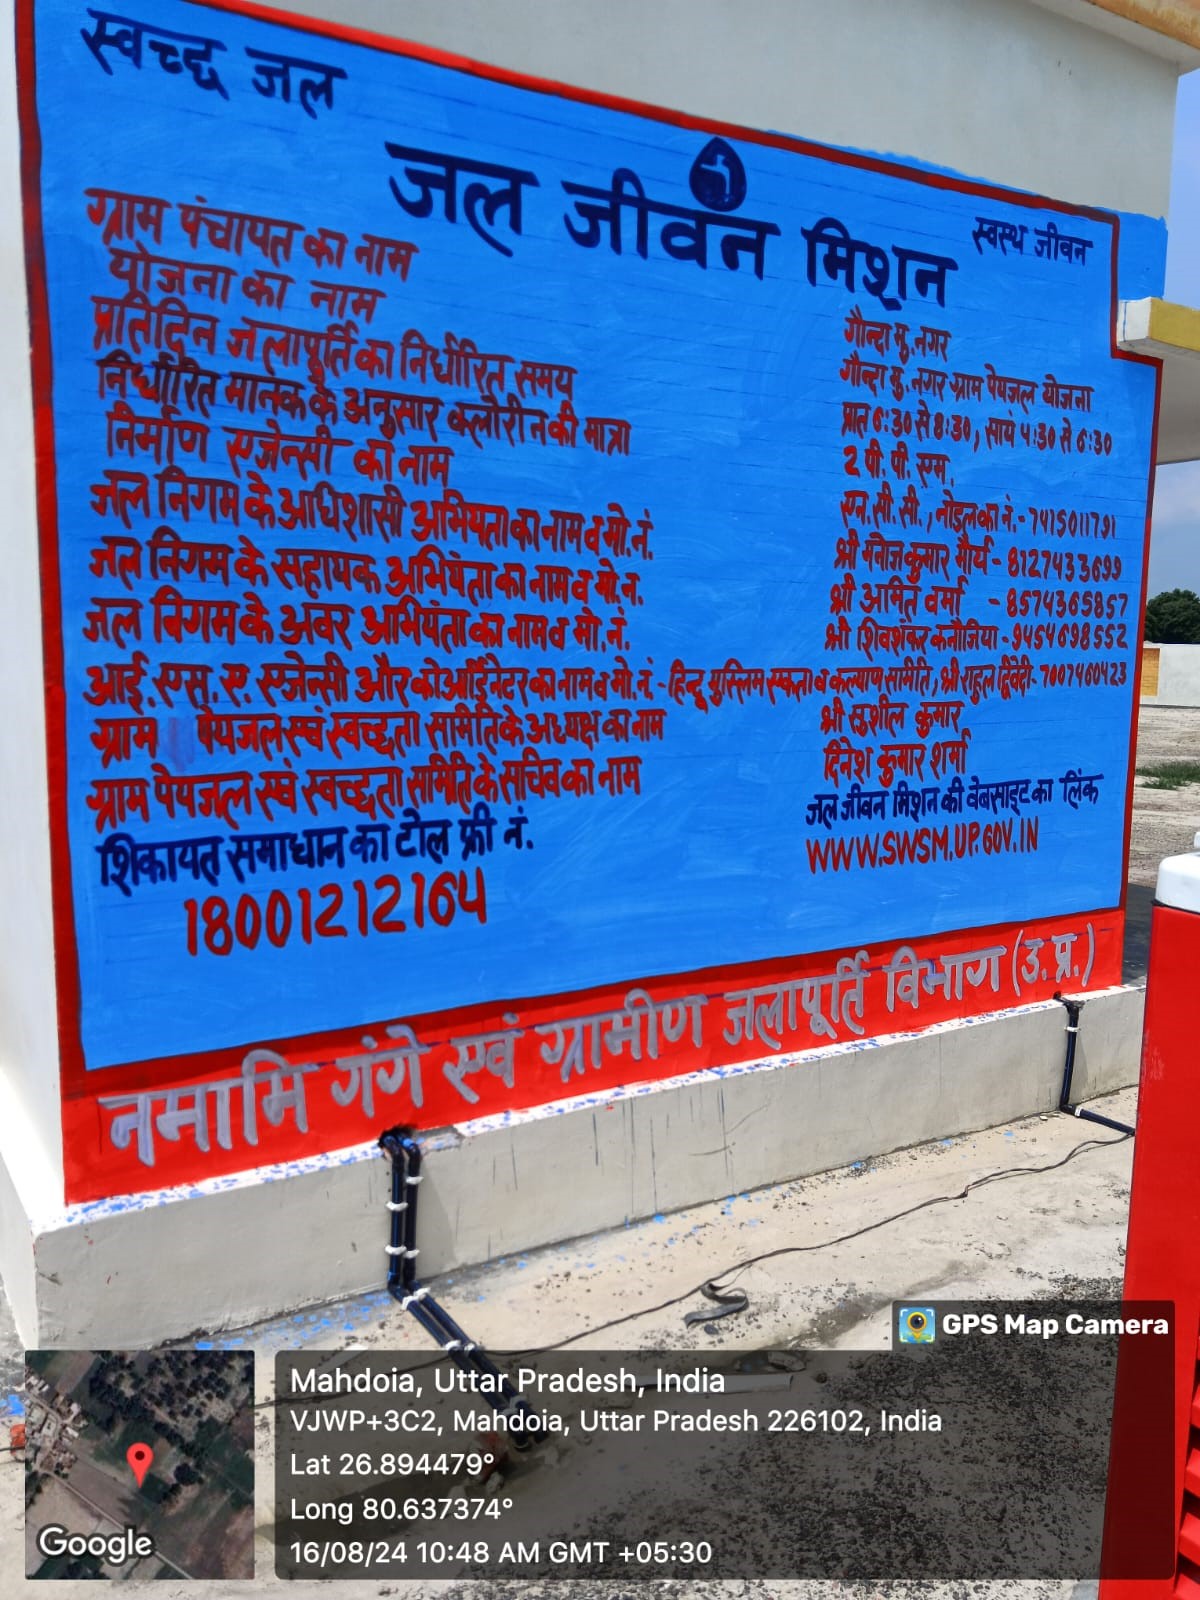 स्वच्छ जल
जल जीवन मिशन
स्वस्थ जीवन
ग्राम पंचायत का नाम
गौन्दा मु. नगर
योजना का नाम
गौन्दा मु. नगर ग्राम पेयजल योजना
प्रतिदिन जलापूर्ति का निर्धारित समय
प्रात 6:30 से 8:30, सायं 4:30 से 6:30
निर्धारित मानक के अनुसार क्लोरीन की मात्रा
2 पी. पी. एम.
निर्माण एजेन्सी का नाम
एन. सी. सी., नोडल का नं.-7415011791
जल निगम के अधिशासी अभियन्ता का नाम व मो. नं.
श्री मनोज कुमार मौर्य - 8127433699
जल निगम के सहायक अभियंता का नाम व मो. न.
श्री अमित वर्मा - 8574365857
जल निगम के अवर अभियंता का नाम व मो. नं.
श्री शिवशंकर कनौजिया - 9454698552
आई. एस. ए. एजेन्सी और कोऑर्डिनेटर का नाम व मो. नं. - हिन्दू मुस्लिम एकता व कल्याण समिति, श्री राहुल द्विवेदी - 7007460423
ग्राम पेयजल एवं स्वच्छता समिति के अध्यक्ष का नाम
श्री सुशील कुमार
ग्राम पेयजल एवं स्वच्छता समिति के सचिव का नाम
दिनेश कुमार शर्मा
शिकायत समाधान का टोल फ्री नं.
18001212164
जल जीवन मिशन की वेबसाइट का लिंक
WWW.SWSM.UP.GOV.IN
नमामि गंगे एवं ग्रामीण जलापूर्ति विभाग (उ. प्र.)
GPS Map Camera
Mahdoia, Uttar Pradesh, India
VJWP+3C2, Mahdoia, Uttar Pradesh 226102, India
Lat 26.894479°
Long 80.637374°
16/08/24 10:48 AM GMT +05:30
Google